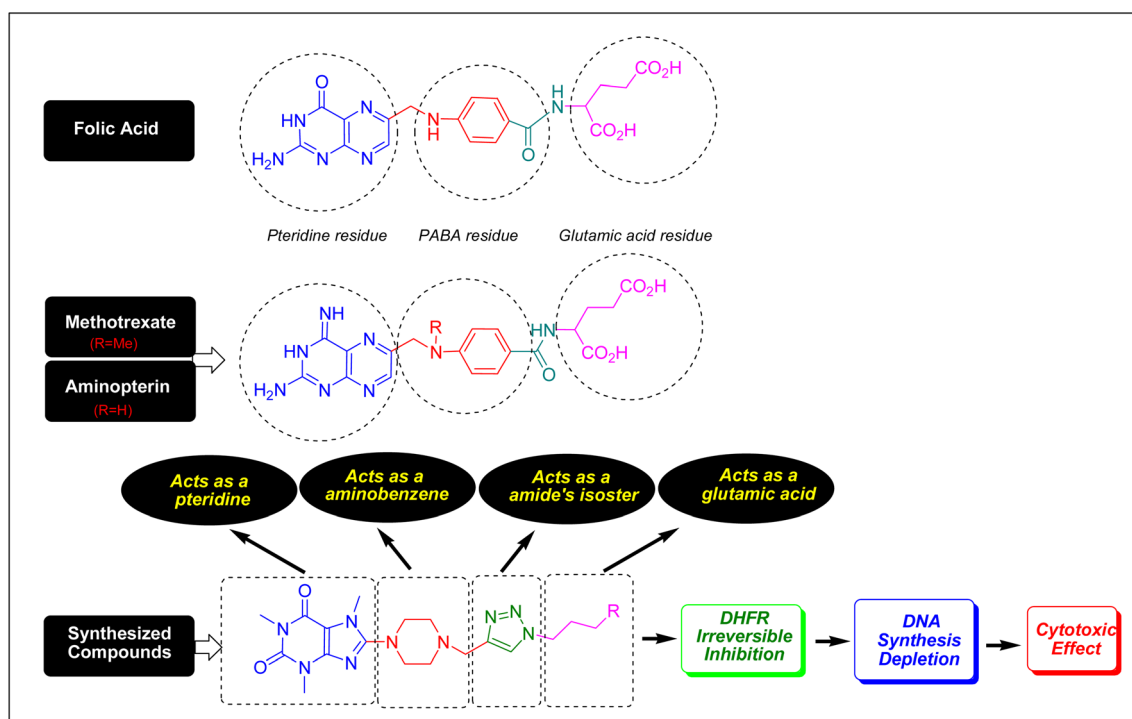 Folic Acid
O
HN
N
H2N
N
N
N
H
O
H
N
CO2H
CO2H
Pteridine residue
PABA residue
Glutamic acid residue
Methotrexate
(R=Me)
Aminopterin
(R=H)
NH
HN
N
H2N
N
N
R
N
O
HN
CO2H
CO2H
Acts as a
pteridine
Acts as a
aminobenzene
Acts as a
amide's isoster
Acts as a
glutamic acid
Synthesized
Compounds
O
N
N
O
N
N
N
N
N
N
N
N
R
DHFR
Irreversible
Inhibition
DNA
Synthesis
Depletion
Cytotoxic
Effect